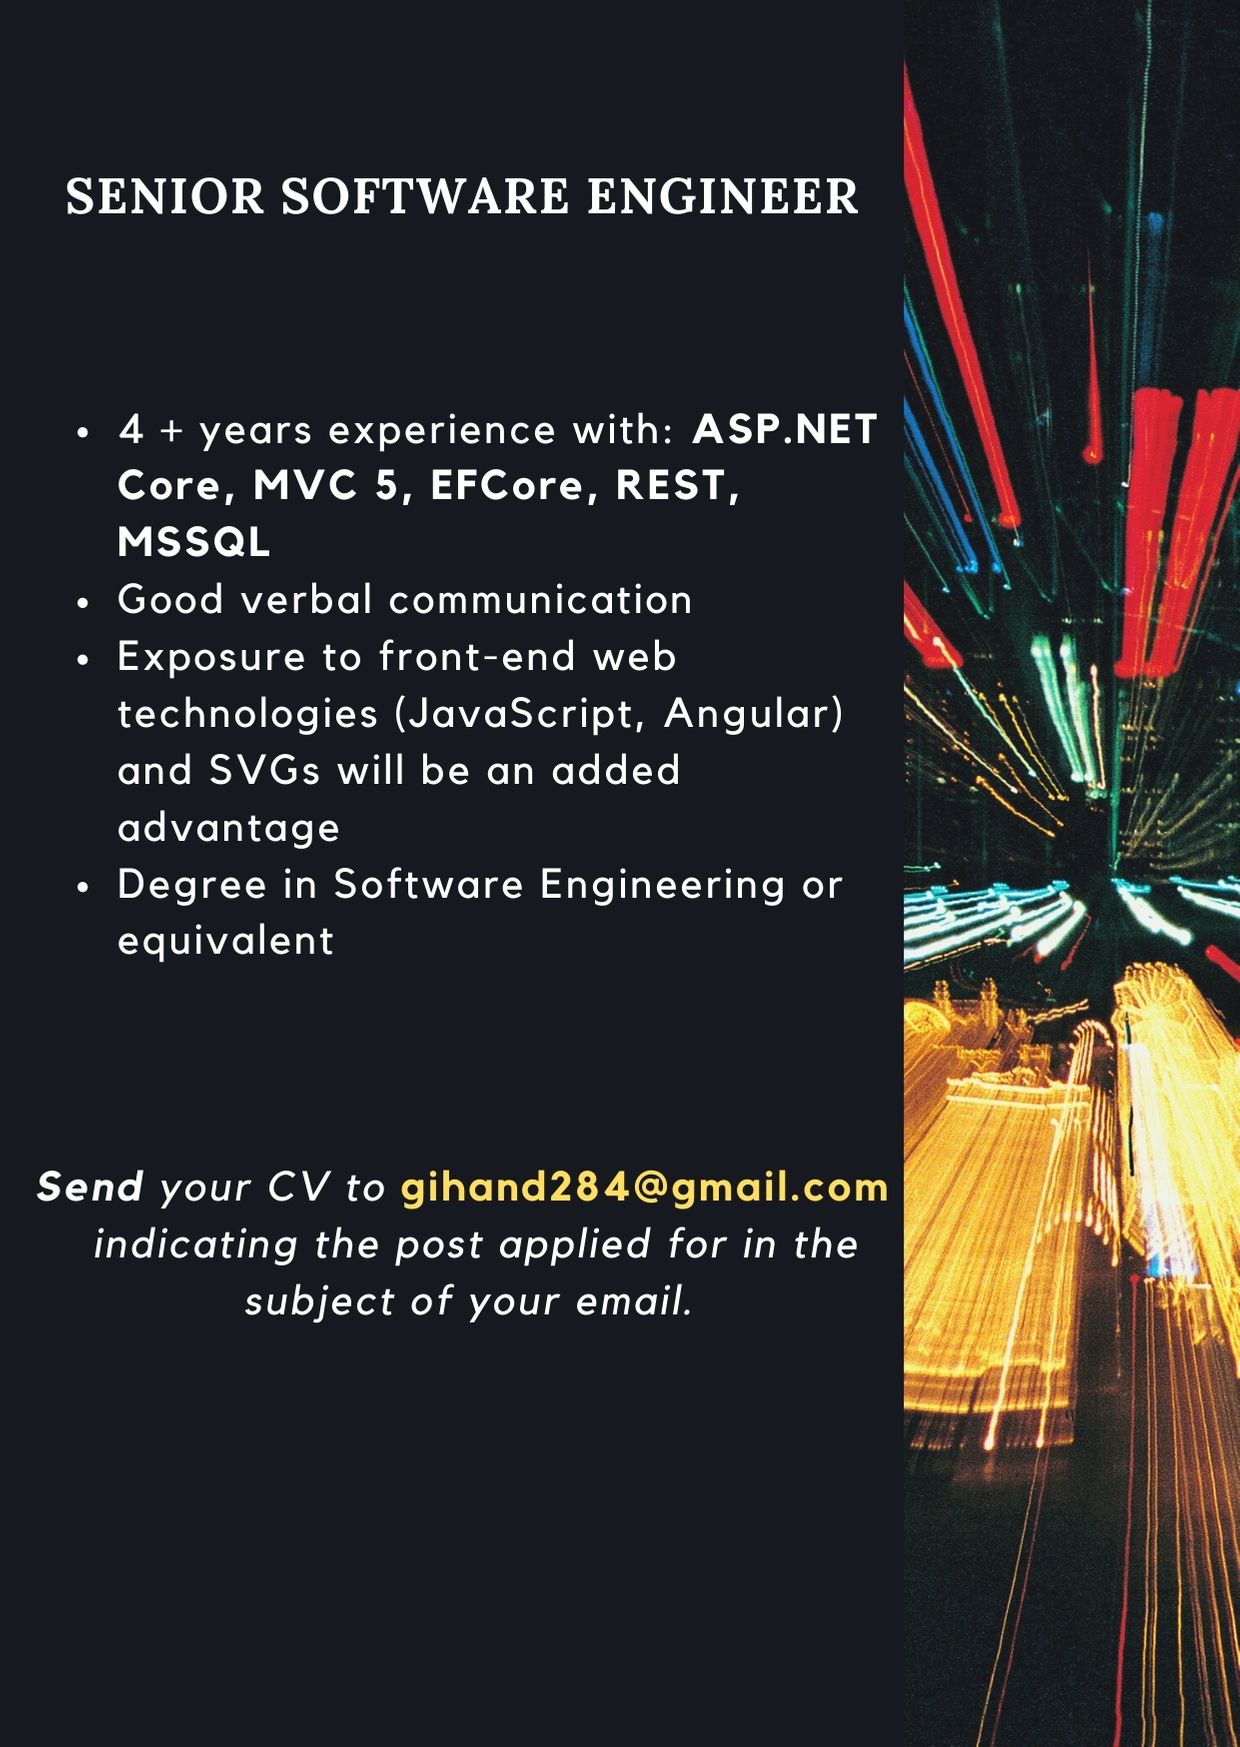 SENIOR SOFTWARE ENGINEER
• 4 + years experience with: ASP.NET
Core, MVC 5, EFCore, REST,
MSSQL
• Good verbal communication
• Exposure to front-end web
technologies (JavaScript, Angular)
and SVGs will be an added
advantage
• Degree in Software Engineering or
equivalent
Send your CV to gihand284@gmail.com
indicating the post applied for in the
subject of your email.